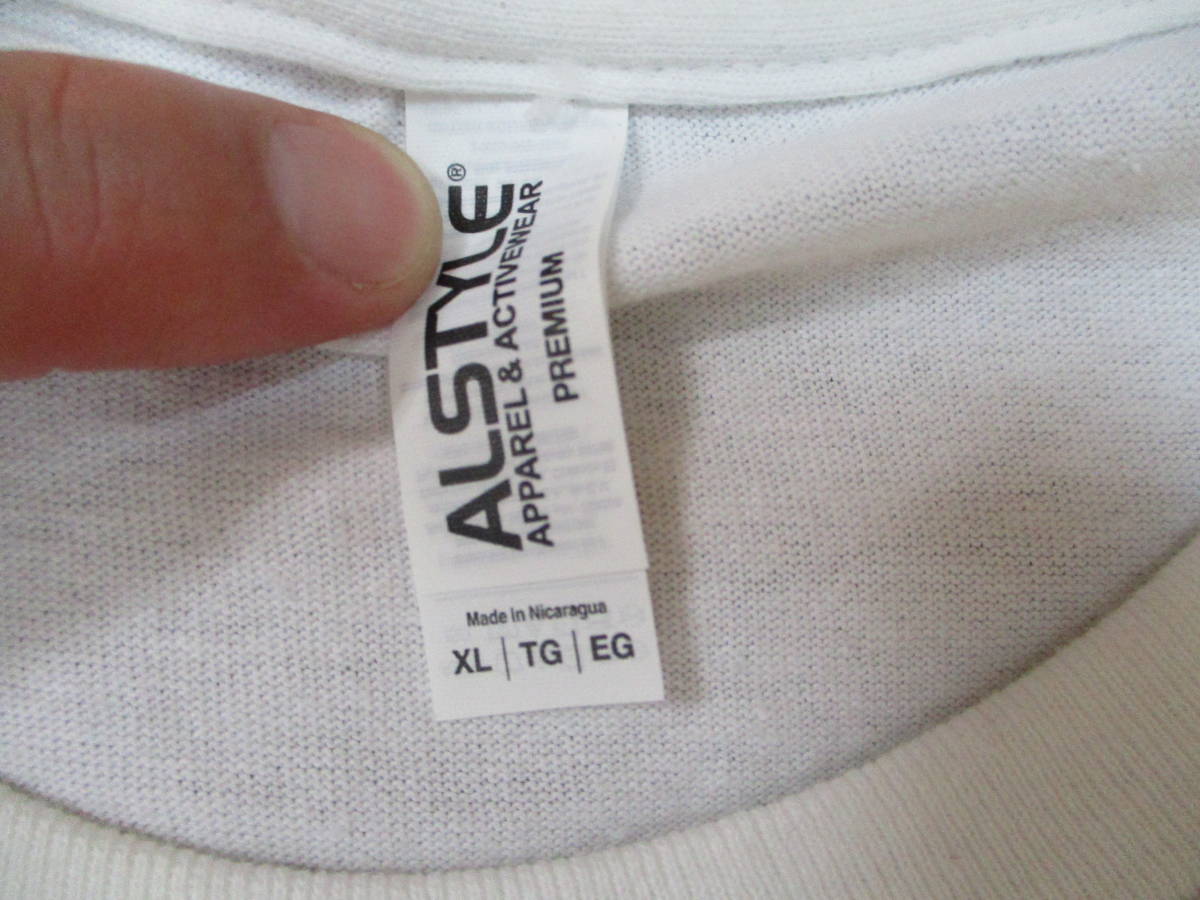 ALSTYLE®
APPAREL & ACTIVEWEAR
PREMIUM
Made in Nicaragua
XL | TG | EG